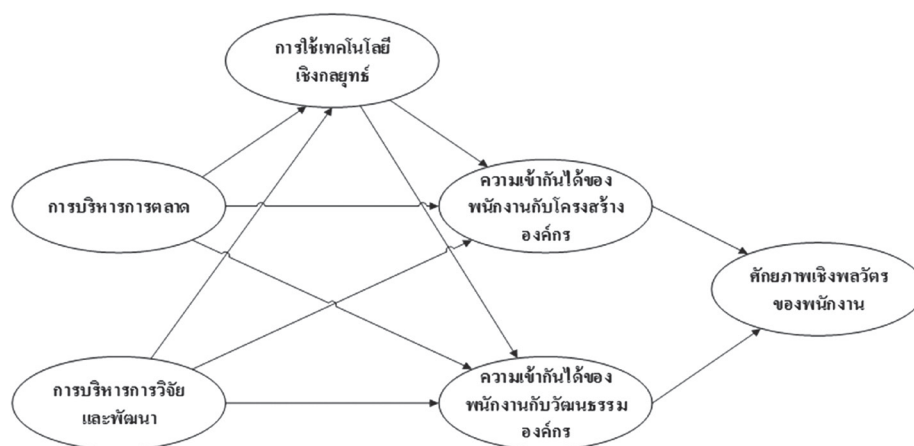 การใช้เทคโนโลยี
เชิงกลยุทธ์
การบริหารการตลาด
ความเข้ากันได้ของ
พนักงานกับโครงสร้าง
องค์กร
ศักยภาพเชิงพลวัตร
ของพนักงาน
การบริหารการวิจัย
และพัฒนา
ความเข้ากันได้ของ
พนักงานกับวัฒนธรรม
องค์กร